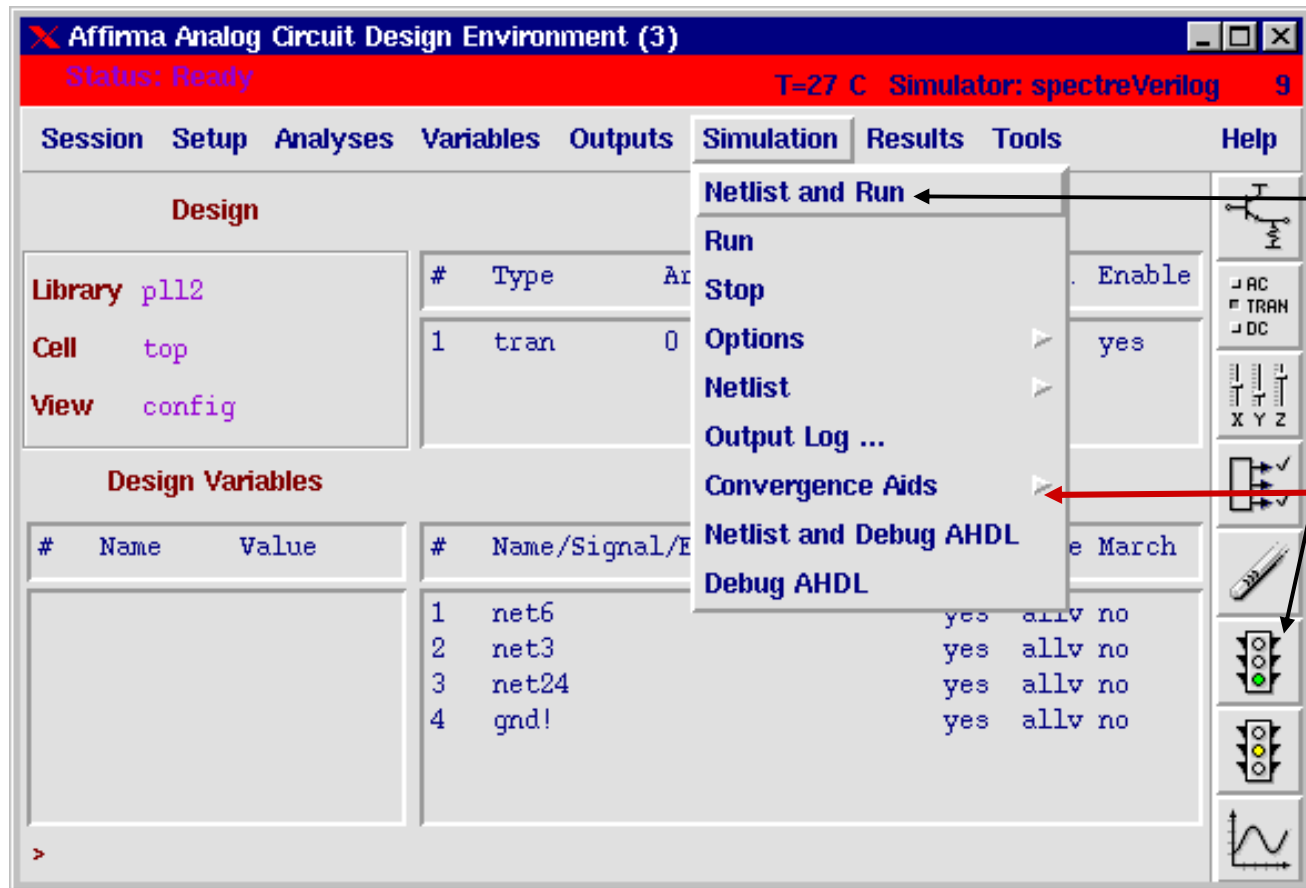 Affirma Analog Circuit Design Environment (3)
Status: Ready
T=27 C Simulator: spectreVerilog 9
Session Setup Analyses Variables Outputs Simulation Results Tools Help
Netlist and Run
Run
Stop
Options
Netlist
Output Log ...
Convergence Aids
Netlist and Debug AHDL
Debug AHDL
Design
Library pll2
Cell top
View config
# Type Enable
1 tran 0 yes
Design Variables
# Name Value
# Name/Signal/E e March
1 net6 yes allv no
2 net3 yes allv no
3 net24 yes allv no
4 gnd! yes allv no
>
AC
TRAN
DC
X Y Z